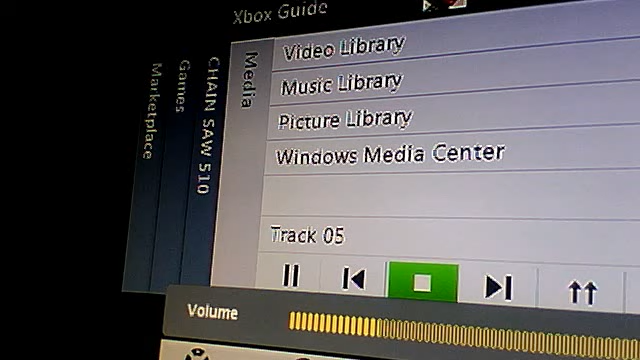 Xbox Guide
Marketplace
Games
CHAIN SAW 510
Media
Video Library
Music Library
Picture Library
Windows Media Center
Track 05
Volume